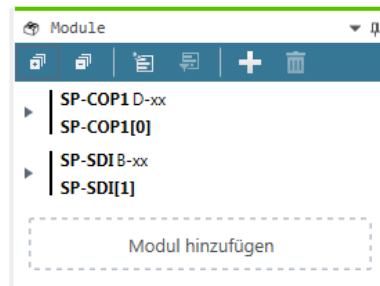 Module
SP-COP1 D-xx
SP-COP1[0]
SP-SDI B-xx
SP-SDI[1]
Modul hinzufügen